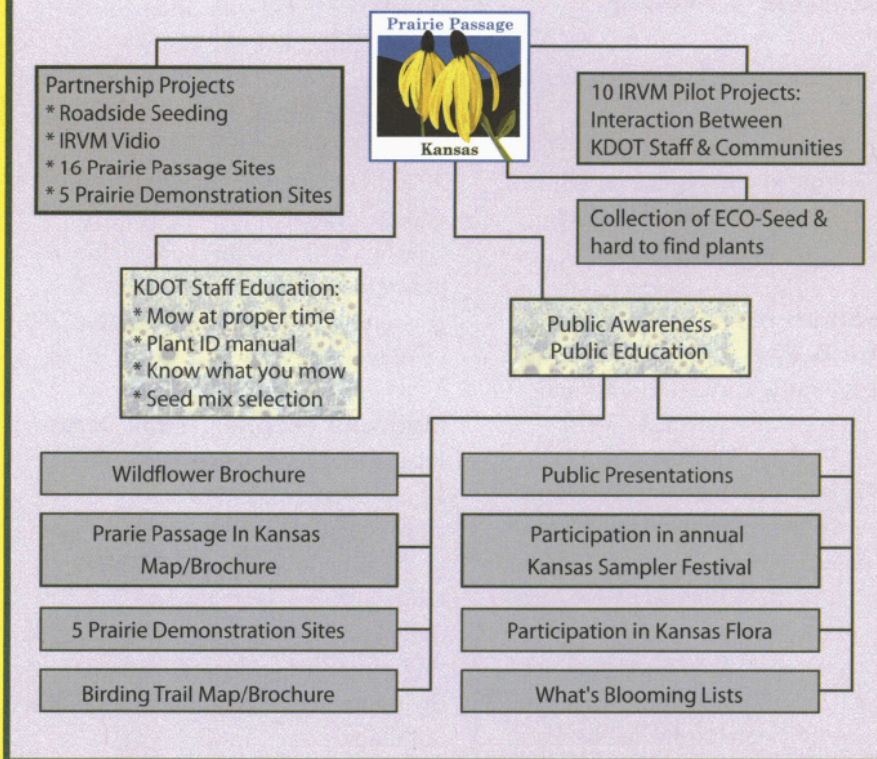 Prairie Passage
Kansas
Partnership Projects
* Roadside Seeding
* IRVM Vidio
* 16 Prairie Passage Sites
* 5 Prairie Demonstration Sites
10 IRVM Pilot Projects:
Interaction Between
KDOT Staff & Communities
Collection of ECO-Seed &
hard to find plants
KDOT Staff Education:
* Mow at proper time
* Plant ID manual
* Know what you mow
* Seed mix selection
Public Awareness
Public Education
Wildflower Brochure
Prarie Passage In Kansas
Map/Brochure
5 Prairie Demonstration Sites
Birding Trail Map/Brochure
Public Presentations
Participation in annual
Kansas Sampler Festival
Participation in Kansas Flora
What's Blooming Lists